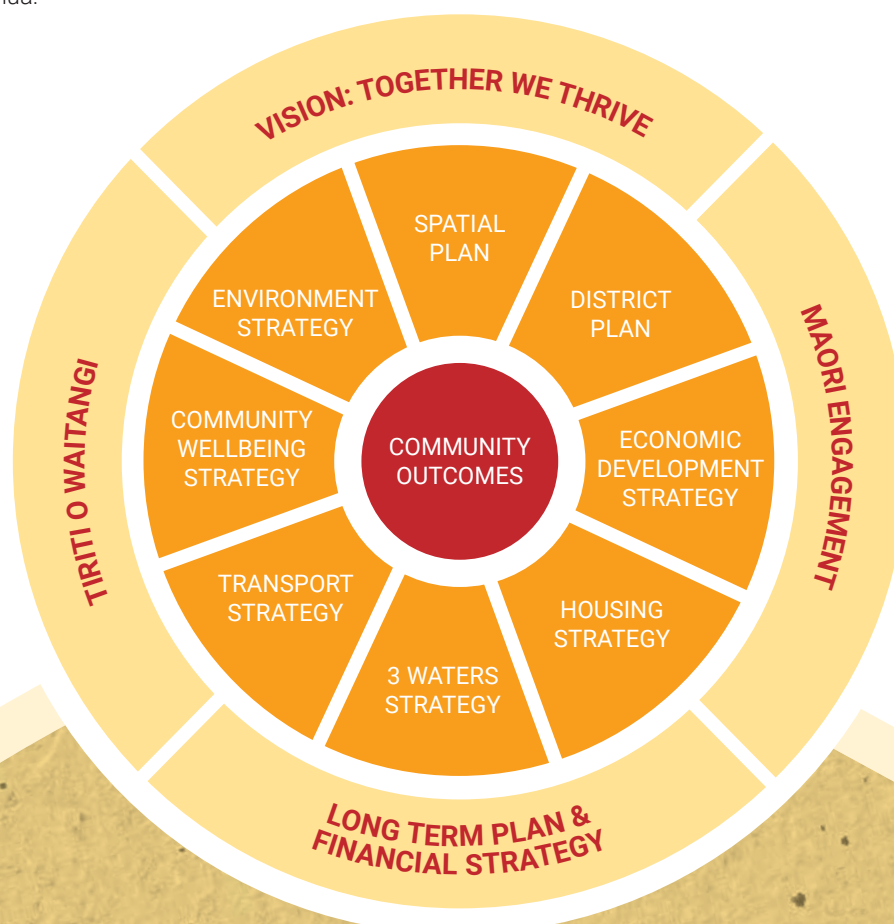 VISION: TOGETHER WE THRIVE
SPATIAL
PLAN
DISTRICT
PLAN
ECONOMIC
DEVELOPMENT
STRATEGY
HOUSING
STRATEGY
3 WATERS
STRATEGY
TRANSPORT
STRATEGY
COMMUNITY
WELLBEING
STRATEGY
ENVIRONMENT
STRATEGY
COMMUNITY
OUTCOMES
MAORI ENGAGEMENT
LONG TERM PLAN &
FINANCIAL STRATEGY
TIRITI O WAITANGI